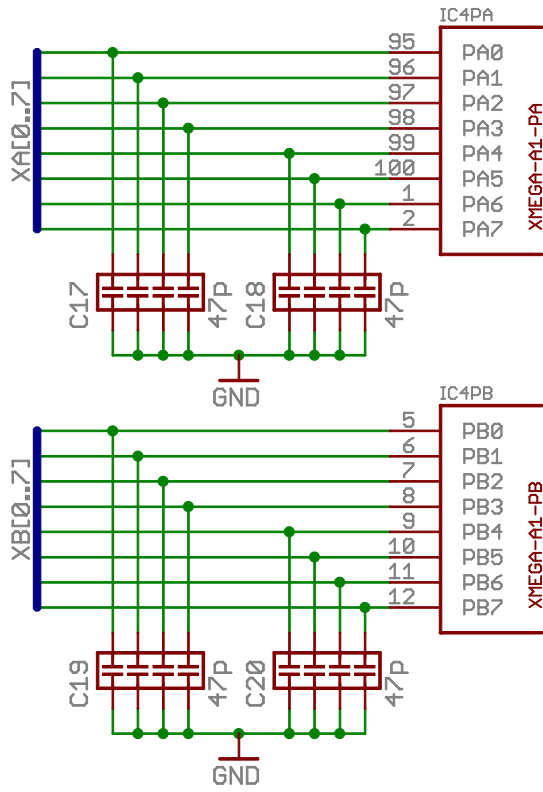 IC4PA
XA[0..7]
95 PA0
96 PA1
97 PA2
98 PA3
99 PA4
100 PA5
1 PA6
2 PA7
XMEGA-A1-PA
C17 47P C18 47P
GND
IC4PB
XB[0..7]
5 PB0
6 PB1
7 PB2
8 PB3
9 PB4
10 PB5
11 PB6
12 PB7
XMEGA-A1-PB
C19 47P C20 47P
GND